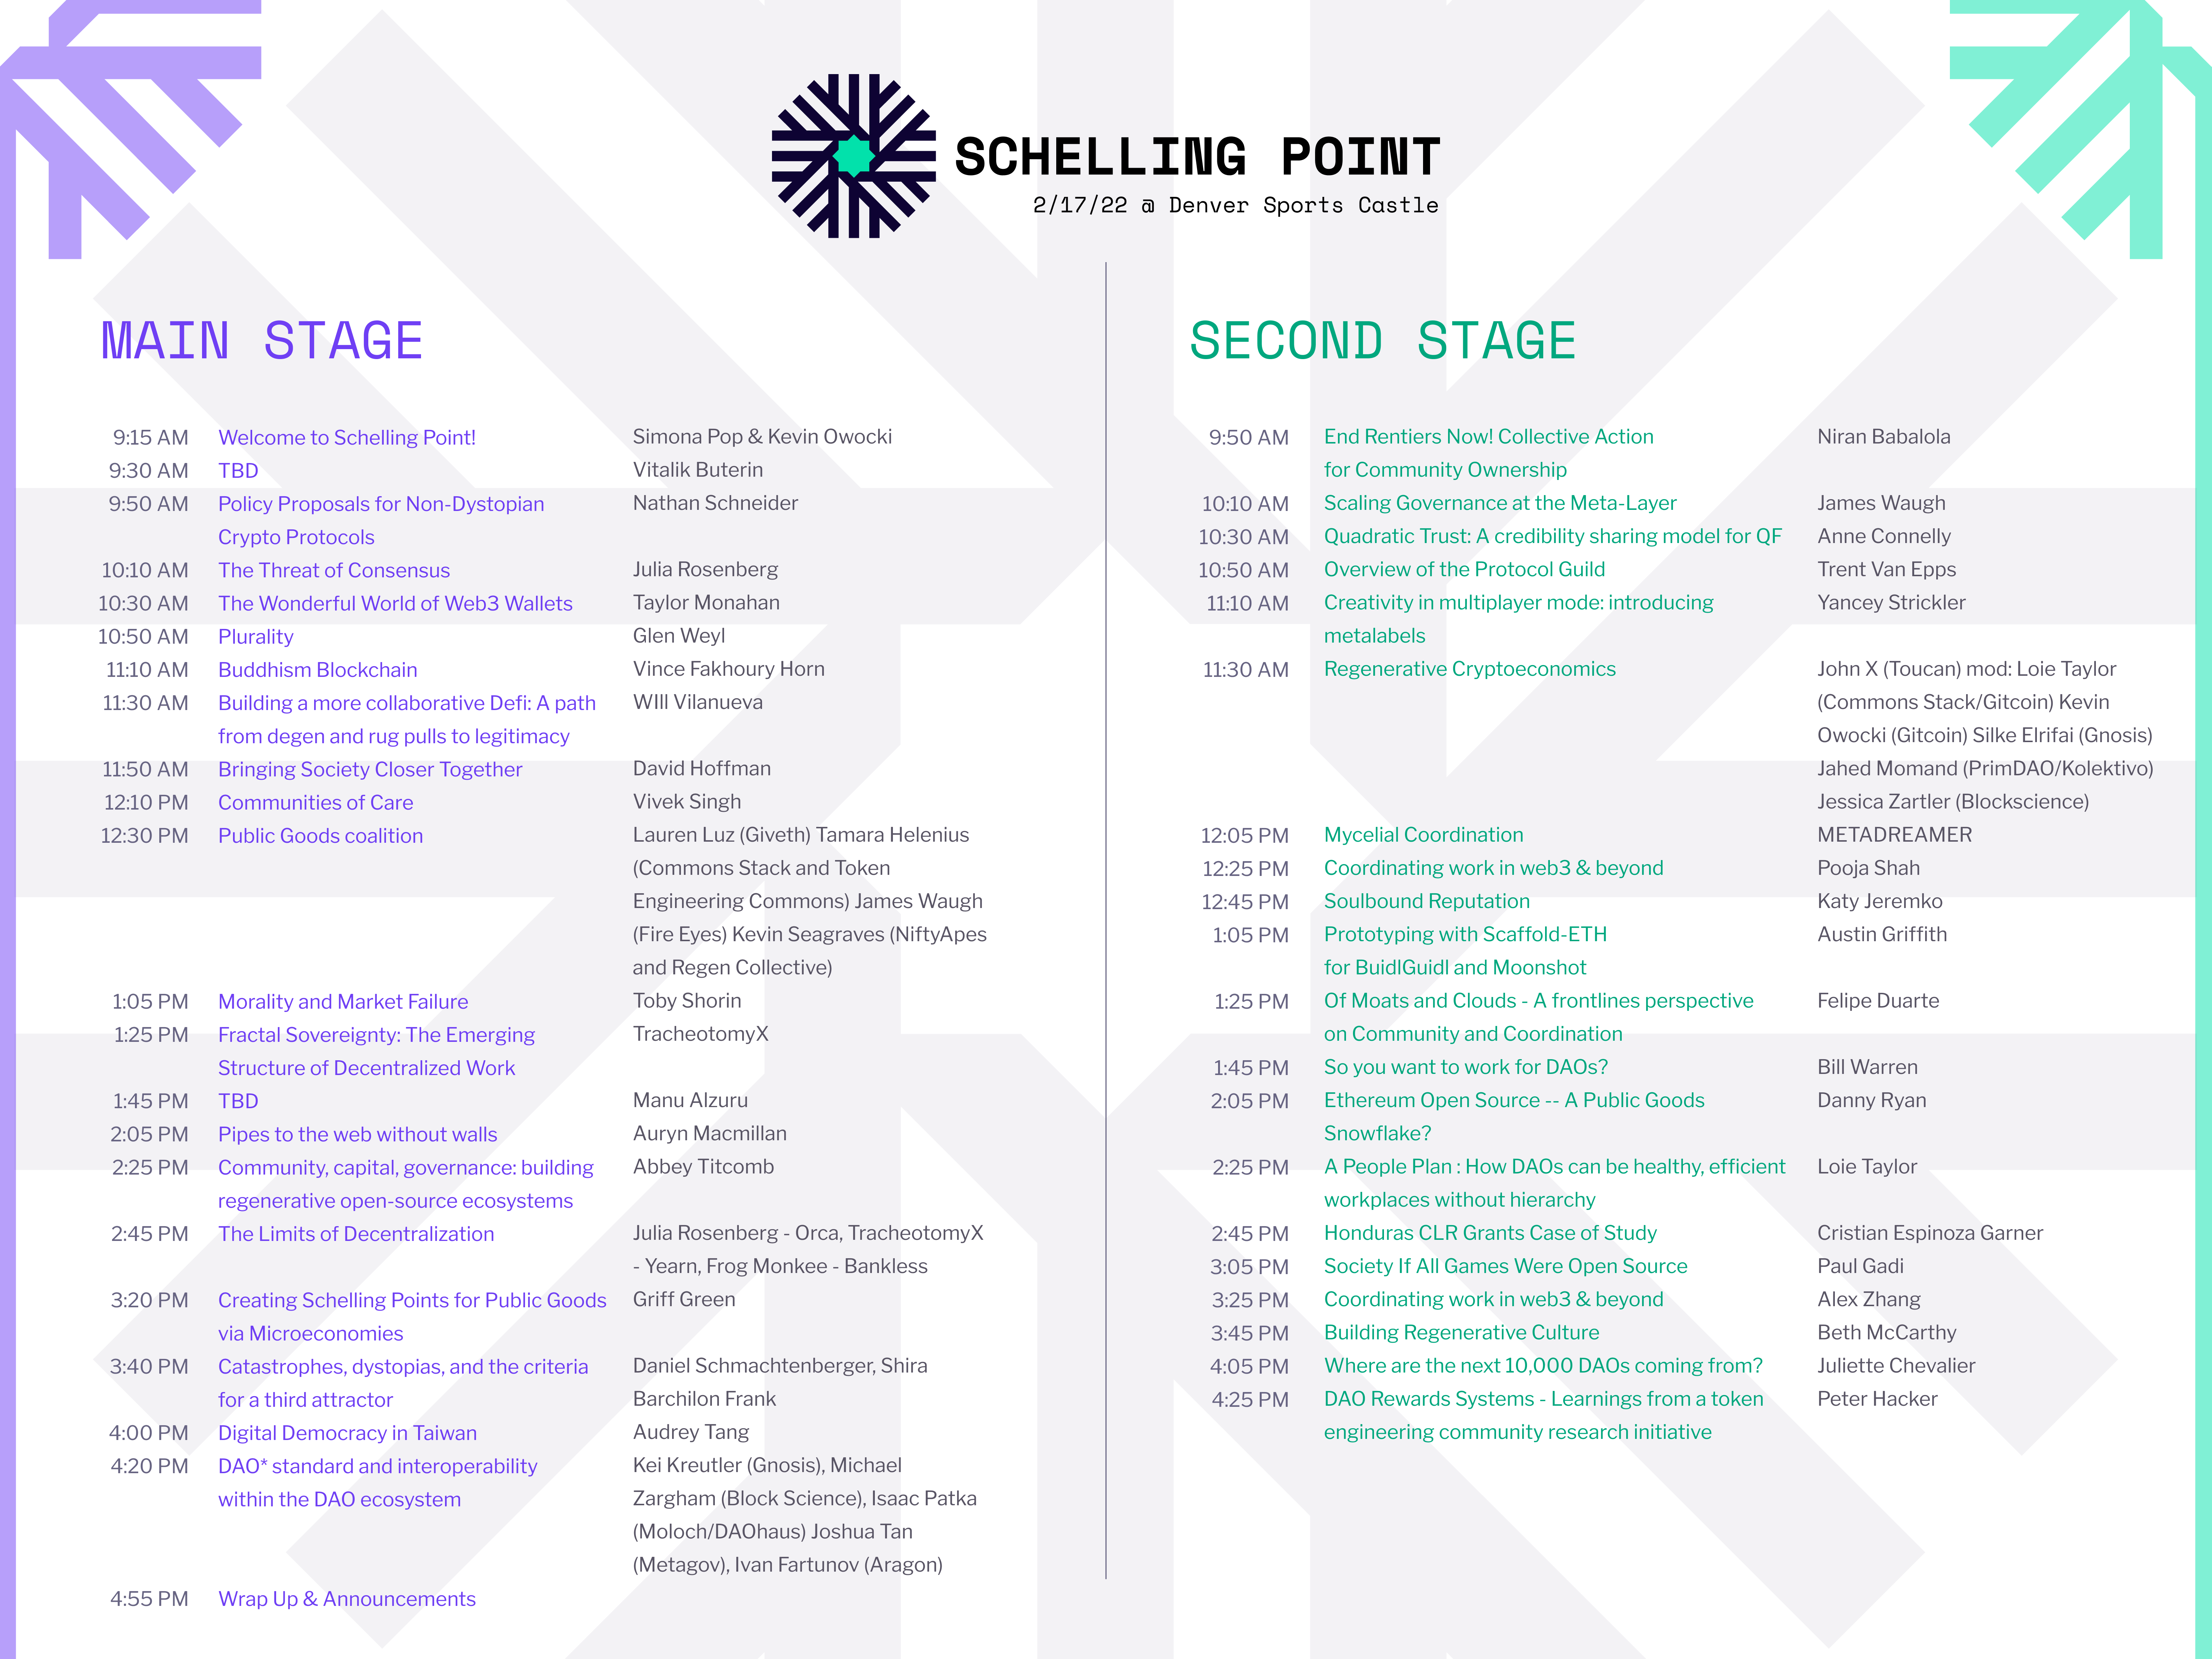 SCHELLING POINT
2/17/22 @ Denver Sports Castle
MAIN STAGE
9:15 AM Welcome to Schelling Point! Simona Pop & Kevin Owocki
9:30 AM TBD Vitalik Buterin
9:50 AM Policy Proposals for Non-Dystopian Nathan Schneider
Crypto Protocols
10:10 AM The Threat of Consensus Julia Rosenberg
10:30 AM The Wonderful World of Web3 Wallets Taylor Monahan
10:50 AM Plurality Glen Weyl
11:10 AM Buddhism Blockchain Vince Fakhoury Horn
11:30 AM Building a more collaborative Defi: A path WIll Vilanueva
from degen and rug pulls to legitimacy
11:50 AM Bringing Society Closer Together David Hoffman
12:10 PM Communities of Care Vivek Singh
12:30 PM Public Goods coalition Lauren Luz (Giveth) Tamara Helenius
(Commons Stack and Token
Engineering Commons) James Waugh
(Fire Eyes) Kevin Seagraves (NiftyApes
and Regen Collective)
1:05 PM Morality and Market Failure Toby Shorin
1:25 PM Fractal Sovereignty: The Emerging TracheotomyX
Structure of Decentralized Work
1:45 PM TBD Manu Alzuru
2:05 PM Pipes to the web without walls Auryn Macmillan
2:25 PM Community, capital, governance: building Abbey Titcomb
regenerative open-source ecosystems
2:45 PM The Limits of Decentralization Julia Rosenberg - Orca, TracheotomyX
- Yearn, Frog Monkee - Bankless
3:20 PM Creating Schelling Points for Public Goods Griff Green
via Microeconomies
3:40 PM Catastrophes, dystopias, and the criteria Daniel Schmachtenberger, Shira
for a third attractor Barchilon Frank
4:00 PM Digital Democracy in Taiwan Audrey Tang
4:20 PM DAO* standard and interoperability Kei Kreutler (Gnosis), Michael
within the DAO ecosystem Zargham (Block Science), Isaac Patka
(Moloch/DAOhaus) Joshua Tan
(Metagov), Ivan Fartunov (Aragon)
4:55 PM Wrap Up & Announcements
SECOND STAGE
9:50 AM End Rentiers Now! Collective Action Niran Babalola
for Community Ownership
10:10 AM Scaling Governance at the Meta-Layer James Waugh
10:30 AM Quadratic Trust: A credibility sharing model for QF Anne Connelly
10:50 AM Overview of the Protocol Guild Trent Van Epps
11:10 AM Creativity in multiplayer mode: introducing Yancey Strickler
metalabels
11:30 AM Regenerative Cryptoeconomics John X (Toucan) mod: Loie Taylor
(Commons Stack/Gitcoin) Kevin
Owocki (Gitcoin) Silke Elrifai (Gnosis)
Jahed Momand (PrimDAO/Kolektivo)
Jessica Zartler (Blockscience)
12:05 PM Mycelial Coordination METADREAMER
12:25 PM Coordinating work in web3 & beyond Pooja Shah
12:45 PM Soulbound Reputation Katy Jeremko
1:05 PM Prototyping with Scaffold-ETH Austin Griffith
for BuidlGuidl and Moonshot
1:25 PM Of Moats and Clouds - A frontlines perspective Felipe Duarte
on Community and Coordination
1:45 PM So you want to work for DAOs? Bill Warren
2:05 PM Ethereum Open Source -- A Public Goods Danny Ryan
Snowflake?
2:25 PM A People Plan : How DAOs can be healthy, efficient Loie Taylor
workplaces without hierarchy
2:45 PM Honduras CLR Grants Case of Study Cristian Espinoza Garner
3:05 PM Society If All Games Were Open Source Paul Gadi
3:25 PM Coordinating work in web3 & beyond Alex Zhang
3:45 PM Building Regenerative Culture Beth McCarthy
4:05 PM Where are the next 10,000 DAOs coming from? Juliette Chevalier
4:25 PM DAO Rewards Systems - Learnings from a token Peter Hacker
engineering community research initiative